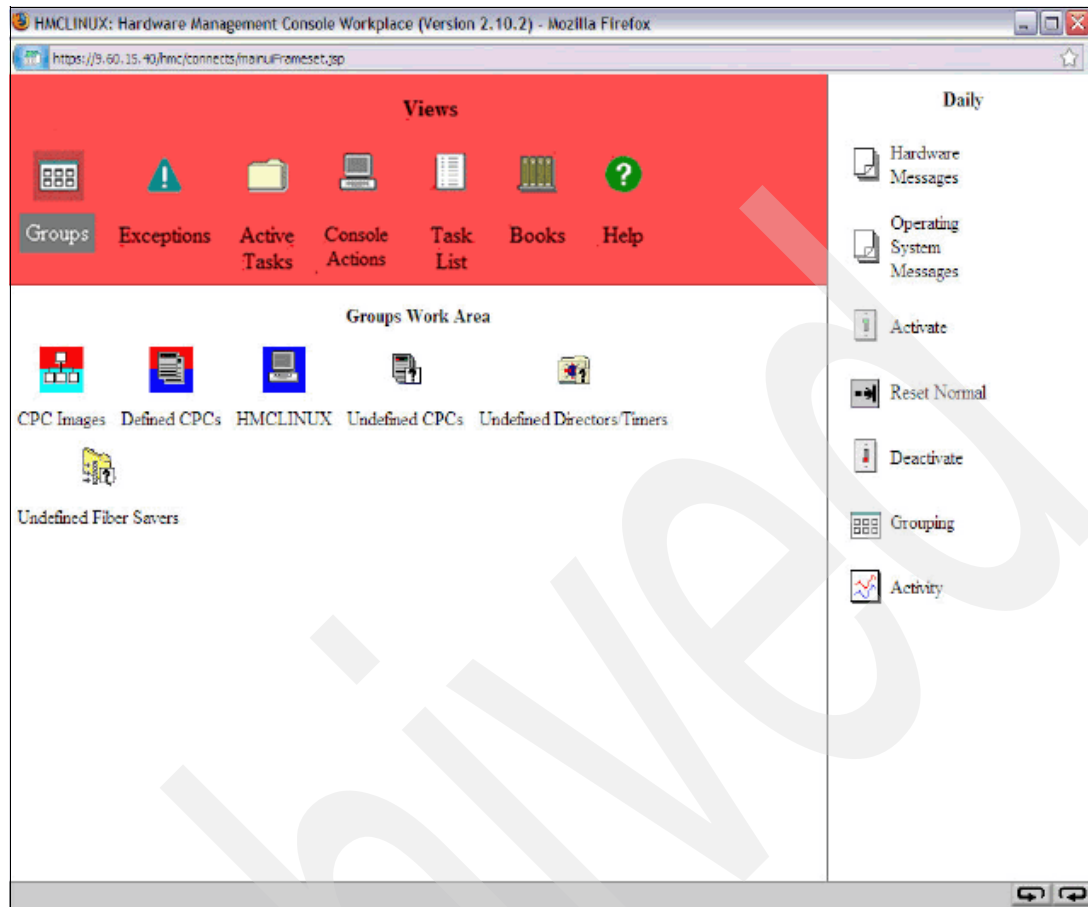 HMCLINUX: Hardware Management Console Workplace (Version 2.10.2) - Mozilla Firefox
https://9.60.15.40/hmc/connects/mainuiFrameset.jsp
Views
Groups
Exceptions
Active
Tasks
Console
Actions
Task
List
Books
Help
Groups Work Area
CPC Images
Defined CPCs
HMCLINUX
Undefined CPCs
Undefined Directors/Timers
Undefined Fiber Savers
Daily
Hardware
Messages
Operating
System
Messages
Activate
Reset Normal
Deactivate
Grouping
Activity
hived